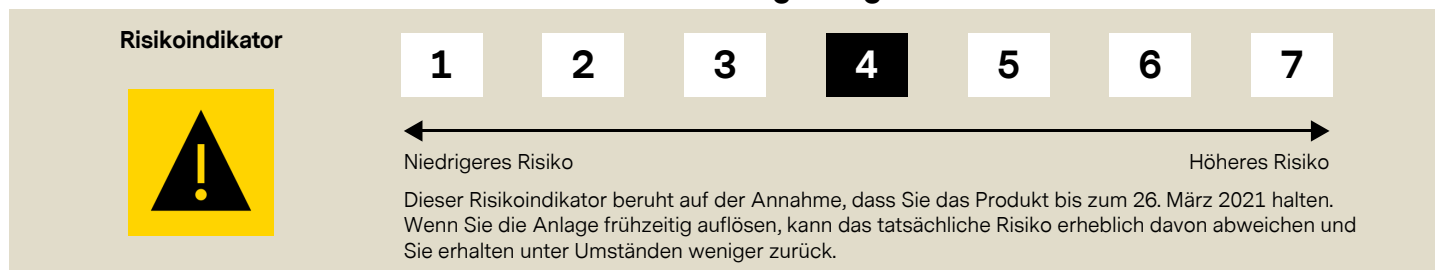 Risikoindikator
1 2 3 4 5 6 7
Niedrigeres Risiko Höheres Risiko
Dieser Risikoindikator beruht auf der Annahme, dass Sie das Produkt bis zum 26. März 2021 halten.
Wenn Sie die Anlage frühzeitig auflösen, kann das tatsächliche Risiko erheblich davon abweichen und
Sie erhalten unter Umständen weniger zurück.